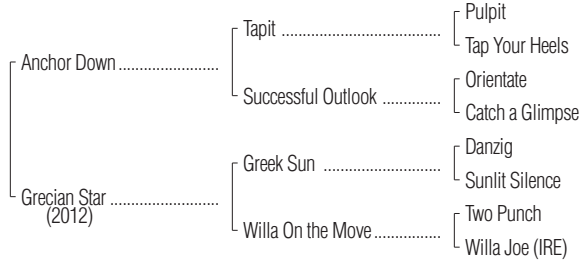 Pulpit
Tapit
Tap Your Heels
Anchor Down
Orientate
Successful Outlook
Catch a Glimpse
Danzig
Greek Sun
Sunlit Silence
Grecian Star
(2012)
Two Punch
Willa On the Move
Willa Joe (IRE)